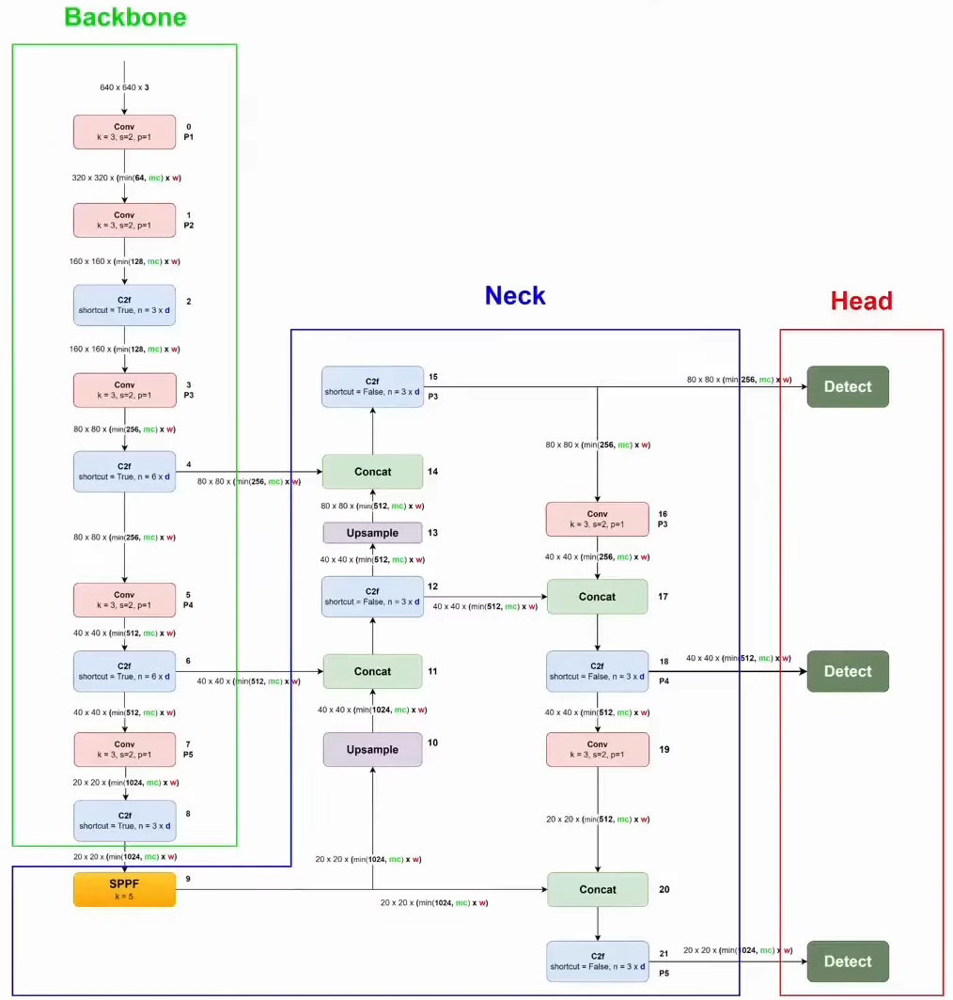 Backbone
640 x 640 x 3
Conv
k = 3, s=2, p=1
0
P1
320 x 320 x (min(64, mc) x w)
Conv
k = 3, s=2, p=1
1
P2
160 x 160 x (min(128, mc) x w)
C2f
shortcut = True, n = 3 x d
2
160 x 160 x (min(128, mc) x w)
Conv
k = 3, s=2, p=1
3
P3
80 x 80 x (min(256, mc) x w)
C2f
shortcut = True, n = 6 x d
4
80 x 80 x (min(256, mc) x w)
80 x 80 x (min(256, mc) x w)
Conv
k = 3, s=2, p=1
5
P4
40 x 40 x (min(512, mc) x w)
C2f
shortcut = True, n = 6 x d
6
40 x 40 x (min(512, mc) x w)
40 x 40 x (min(512, mc) x w)
Conv
k = 3, s=2, p=1
7
P5
20 x 20 x (min(1024, mc) x w)
C2f
shortcut = True, n = 3 x d
8
20 x 20 x (min(1024, mc) x w)
Neck
SPPF
k = 5
9
20 x 20 x (min(1024, mc) x w)
20 x 20 x (min(1024, mc) x w)
Upsample
10
40 x 40 x (min(1024, mc) x w)
Concat
11
C2f
shortcut = False, n = 3 x d
12
40 x 40 x (min(512, mc) x w)
40 x 40 x (min(512, mc) x w)
Upsample
13
80 x 80 x (min(512, mc) x w)
Concat
14
C2f
shortcut = False, n = 3 x d
15
P3
80 x 80 x (min(256, mc) x w)
80 x 80 x (min(256, mc) x w)
Conv
k = 3, s=2, p=1
16
P3
40 x 40 x (min(256, mc) x w)
Concat
17
C2f
shortcut = False, n = 3 x d
18
P4
40 x 40 x (min(512, mc) x w)
40 x 40 x (min(512, mc) x w)
Conv
k = 3, s=2, p=1
19
20 x 20 x (min(512, mc) x w)
Concat
20
C2f
shortcut = False, n = 3 x d
21
P5
20 x 20 x (min(1024, mc) x w)
Head
Detect
Detect
Detect